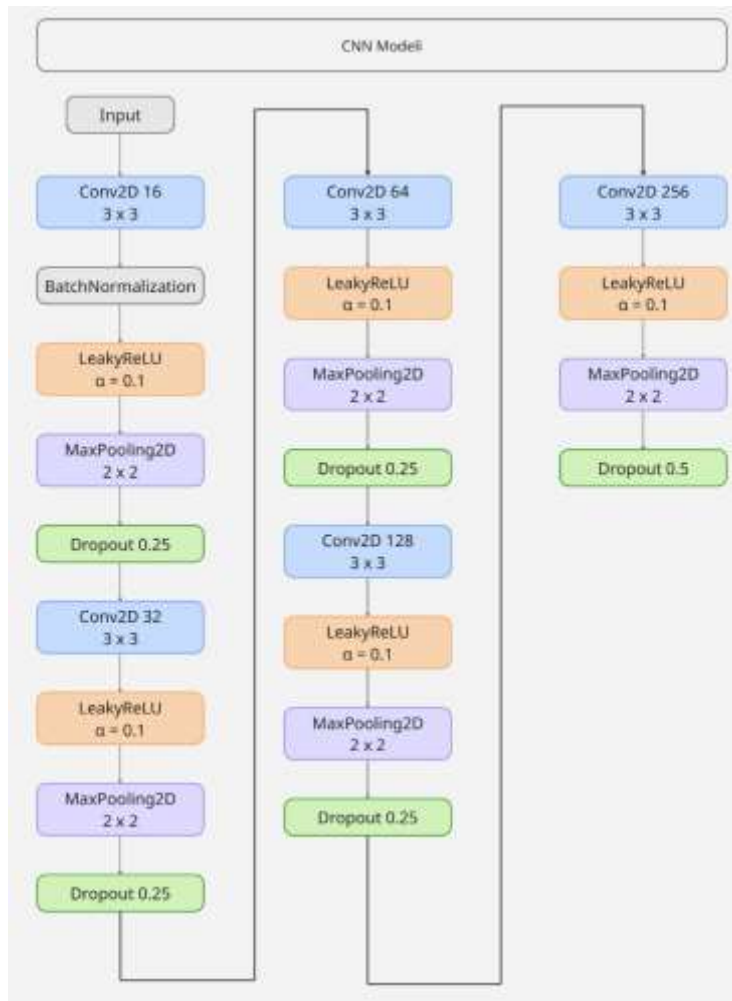 CNN Modeli
Input
Conv2D 16
3 x 3
BatchNormalization
LeakyReLU
α = 0.1
MaxPooling2D
2 x 2
Dropout 0.25
Conv2D 32
3 x 3
LeakyReLU
α = 0.1
MaxPooling2D
2 x 2
Dropout 0.25
Conv2D 64
3 x 3
LeakyReLU
α = 0.1
MaxPooling2D
2 x 2
Dropout 0.25
Conv2D 128
3 x 3
LeakyReLU
α = 0.1
MaxPooling2D
2 x 2
Dropout 0.25
Conv2D 256
3 x 3
LeakyReLU
α = 0.1
MaxPooling2D
2 x 2
Dropout 0.5